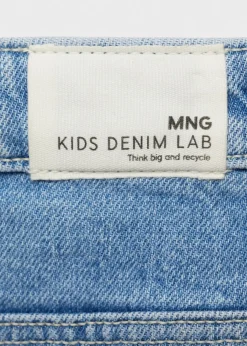 MNG
KIDS DENIM LAB
Think big and recycle